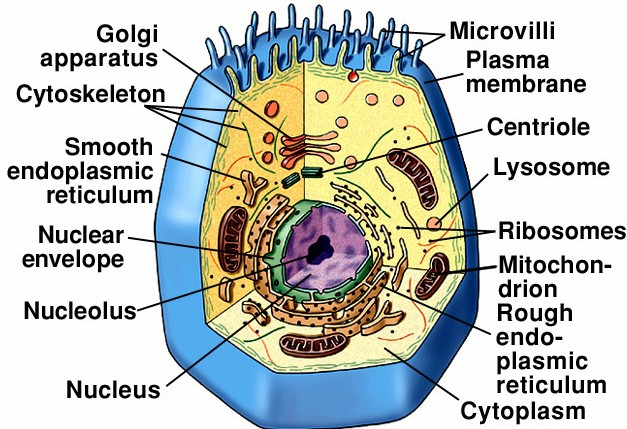 Golgi
apparatus
Cytoskeleton
Smooth
endoplasmic
reticulum
Nuclear
envelope
Nucleolus
Nucleus
Microvilli
Plasma
membrane
Centriole
Lysosome
Ribosomes
Mitochon-
drion
Rough
endo-
plasmic
reticulum
Cytoplasm